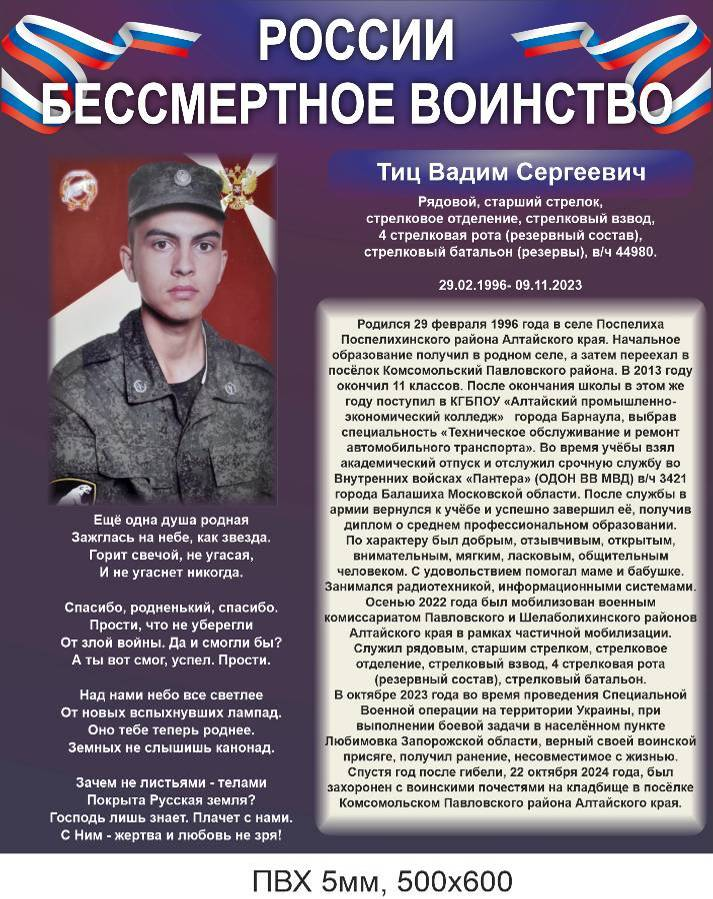 РОССИИ
БЕССМЕРТНОЕ ВОИНСТВО
Тиц Вадим Сергеевич
Рядовой, старший стрелок,
стрелковое отделение, стрелковый взвод,
4 стрелковая рота (резервный состав),
стрелковый батальон (резервы), в/ч 44980.
29.02.1996- 09.11.2023
Родился 29 февраля 1996 года в селе Поспелиха
Поспелихинского района Алтайского края. Начальное
образование получил в родном селе, а затем переехал в
посёлок Комсомольский Павловского района. В 2013 году
окончил 11 классов. После окончания школы в этом же
году поступил в КГБПОУ «Алтайский промышленно-
экономический колледж» города Барнаула, выбрав
специальность «Техническое обслуживание и ремонт
автомобильного транспорта». Во время учёбы взял
академический отпуск и отслужил срочную службу во
Внутренних войсках «Пантера» (ОДОН ВВ МВД) в/ч 3421
города Балашиха Московской области. После службы в
армии вернулся к учёбе и успешно завершил её, получив
диплом о среднем профессиональном образовании.
По характеру был добрым, отзывчивым, открытым,
внимательным, мягким, ласковым, общительным
человеком. С удовольствием помогал маме и бабушке.
Занимался радиотехникой, информационными системами.
Осенью 2022 года был мобилизован военным
комиссариатом Павловского и Шелаболихинского районов
Алтайского края в рамках частичной мобилизации.
Служил рядовым, старшим стрелком, стрелковое
отделение, стрелковый взвод, 4 стрелковая рота
(резервный состав), стрелковый батальон.
В октябре 2023 года во время проведения Специальной
Военной операции на территории Украины, при
выполнении боевой задачи в населённом пункте
Любимовка Запорожской области, верный своей воинской
присяге, получил ранение, несовместимое с жизнью.
Спустя год после гибели, 22 октября 2024 года, был
захоронен с воинскими почестями на кладбище в посёлке
Комсомольском Павловского района Алтайского края.
Ещё одна душа родная
Зажглась на небе, как звезда.
Горит свечой, не угасая,
И не угаснет никогда.
Спасибо, родненький, спасибо.
Прости, что не уберегли
От злой войны. Да и смогли бы?
А ты вот смог, успел. Прости.
Над нами небо все светлее
От новых вспыхнувших лампад.
Оно тебе теперь роднее.
Земных не слышишь канонад.
Зачем не листьями - телами
Покрыта Русская земля?
Господь лишь знает. Плачет с нами.
С Ним - жертва и любовь не зря!
ПВХ 5мм, 500х600